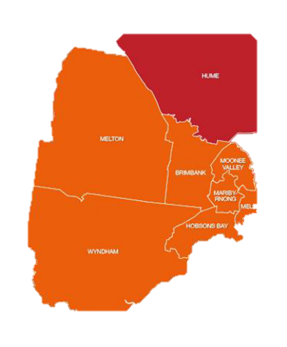 HUME
MELTON
MOONEE
VALLEY
BRIMBANK
MARIBY-
RNONG
MEL
HOBSONS BAY
WYNDHAM